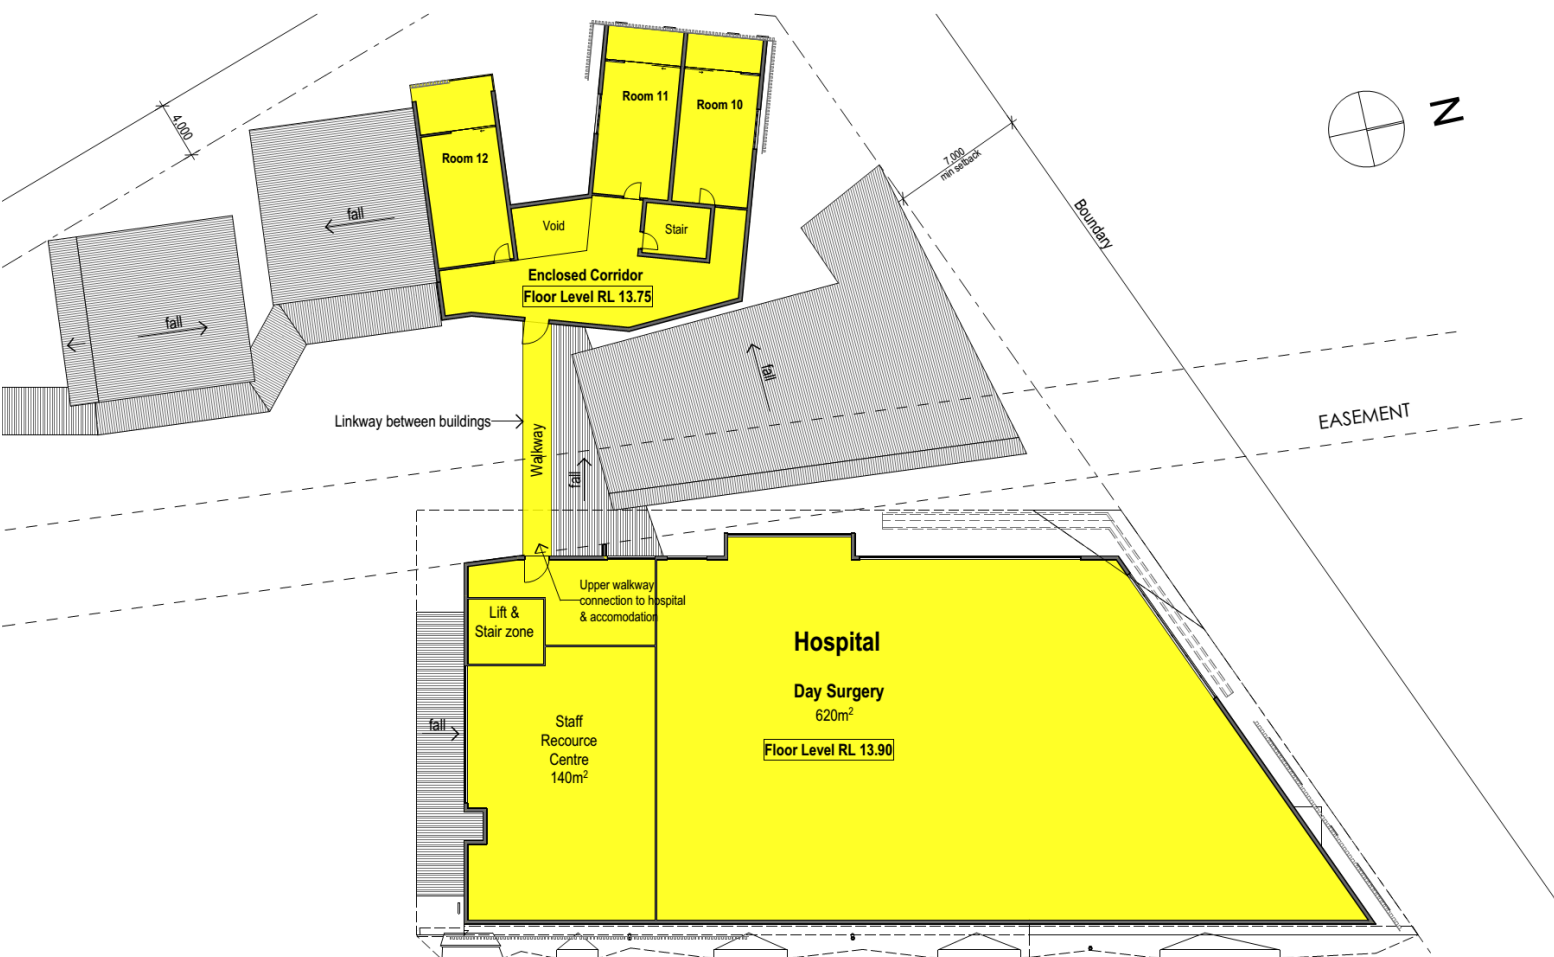 Room 11
Room 10
N
4,000
Room 12
7,000
min setback
Boundary
fall
Void
Stair
Enclosed Corridor
Floor Level RL 13.75
fall
fall
EASEMENT
Linkway between buildings
Walkway
fall
Upper walkway
connection to hospital
& accomodation
Lift &
Stair zone
Hospital
Day Surgery
620m²
Floor Level RL 13.90
fall
Staff
Recource
Centre
140m²